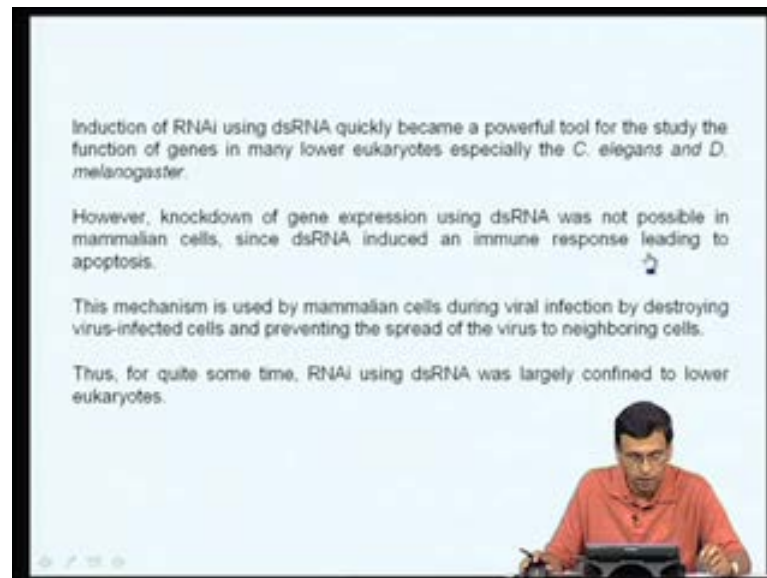 Induction of RNAi using dsRNA quickly became a powerful tool for the study the
function of genes in many lower eukaryotes especially the C. elegans and D.
melanogaster.
However, knockdown of gene expression using dsRNA was not possible in
mammalian cells, since dsRNA induced an immune response leading to
apoptosis.
This mechanism is used by mammalian cells during viral infection by destroying
virus-infected cells and preventing the spread of the virus to neighboring cells.
Thus, for quite some time, RNAi using dsRNA was largely confined to lower
eukaryotes.